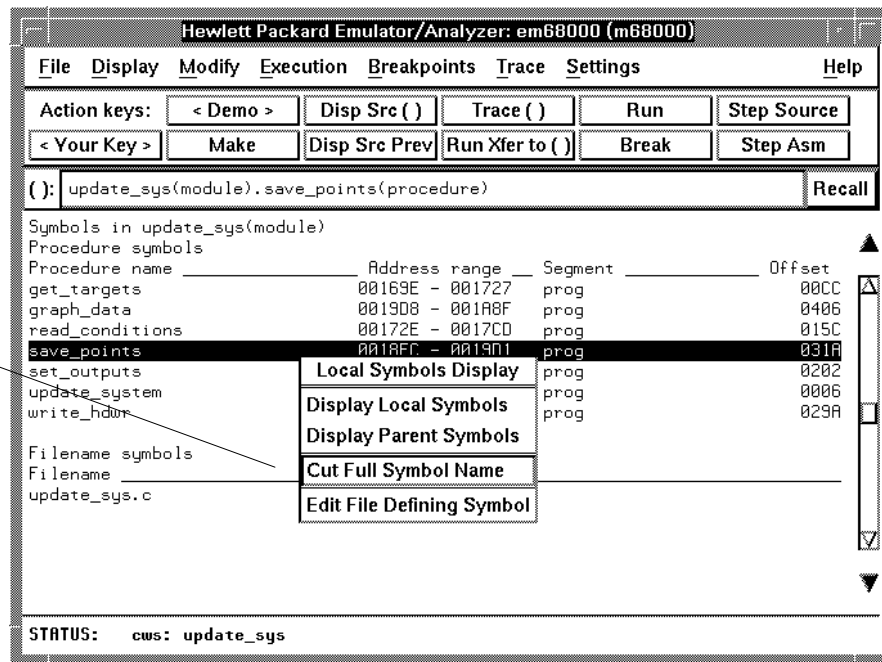 Hewlett Packard Emulator/Analyzer: em68000 (m68000)
File Display Modify Execution Breakpoints Trace Settings Help
Action keys: < Demo > Disp Src ( ) Trace ( ) Run Step Source
< Your Key > Make Disp Src Prev Run Xfer to ( ) Break Step Asm
( ): update_sys(module).save_points(procedure) Recall
Symbols in update_sys(module)
Procedure symbols
Procedure name ____________________ Address range __ Segment _______________ Offset
get_targets 00169E - 001727 prog 00CC
graph_data 0019D8 - 001A8F prog 0406
read_conditions 00172E - 0017CD prog 015C
save_points 0018FC - 0019D1 prog 031A
set_outputs prog 0202
update_system prog 0006
write_hdwr prog 029A
Local Symbols Display
Display Local Symbols
Display Parent Symbols
Cut Full Symbol Name
Edit File Defining Symbol
Filename symbols
Filename ____________________
update_sys.c
STATUS: cws: update_sys